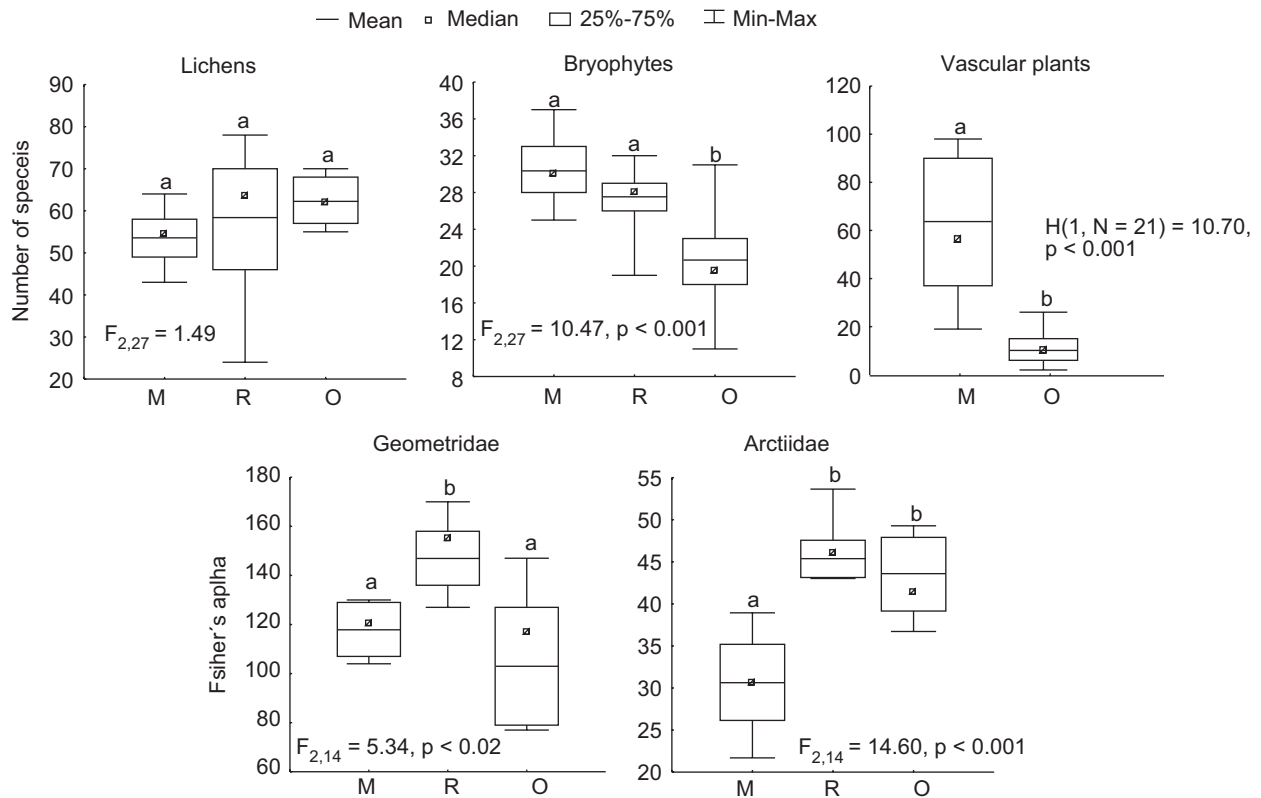 Mean Median 25%-75% Min-Max
Lichens
Number of speceis
90
80
70
60
50
40
30
20
a
a
a
F2,27 = 1.49
M R O
Bryophytes
40
36
32
28
24
20
16
12
8
a
a
b
F2,27 = 10.47, p < 0.001
M R O
Vascular plants
120
100
80
60
40
20
0
a
b
H(1, N = 21) = 10.70,
p < 0.001
M O
Geometridae
Fsiher´s aplha
180
160
140
120
100
80
60
a
b
a
F2,14 = 5.34, p < 0.02
M R O
Arctiidae
55
50
45
40
35
30
25
20
a
b
b
F2,14 = 14.60, p < 0.001
M R O